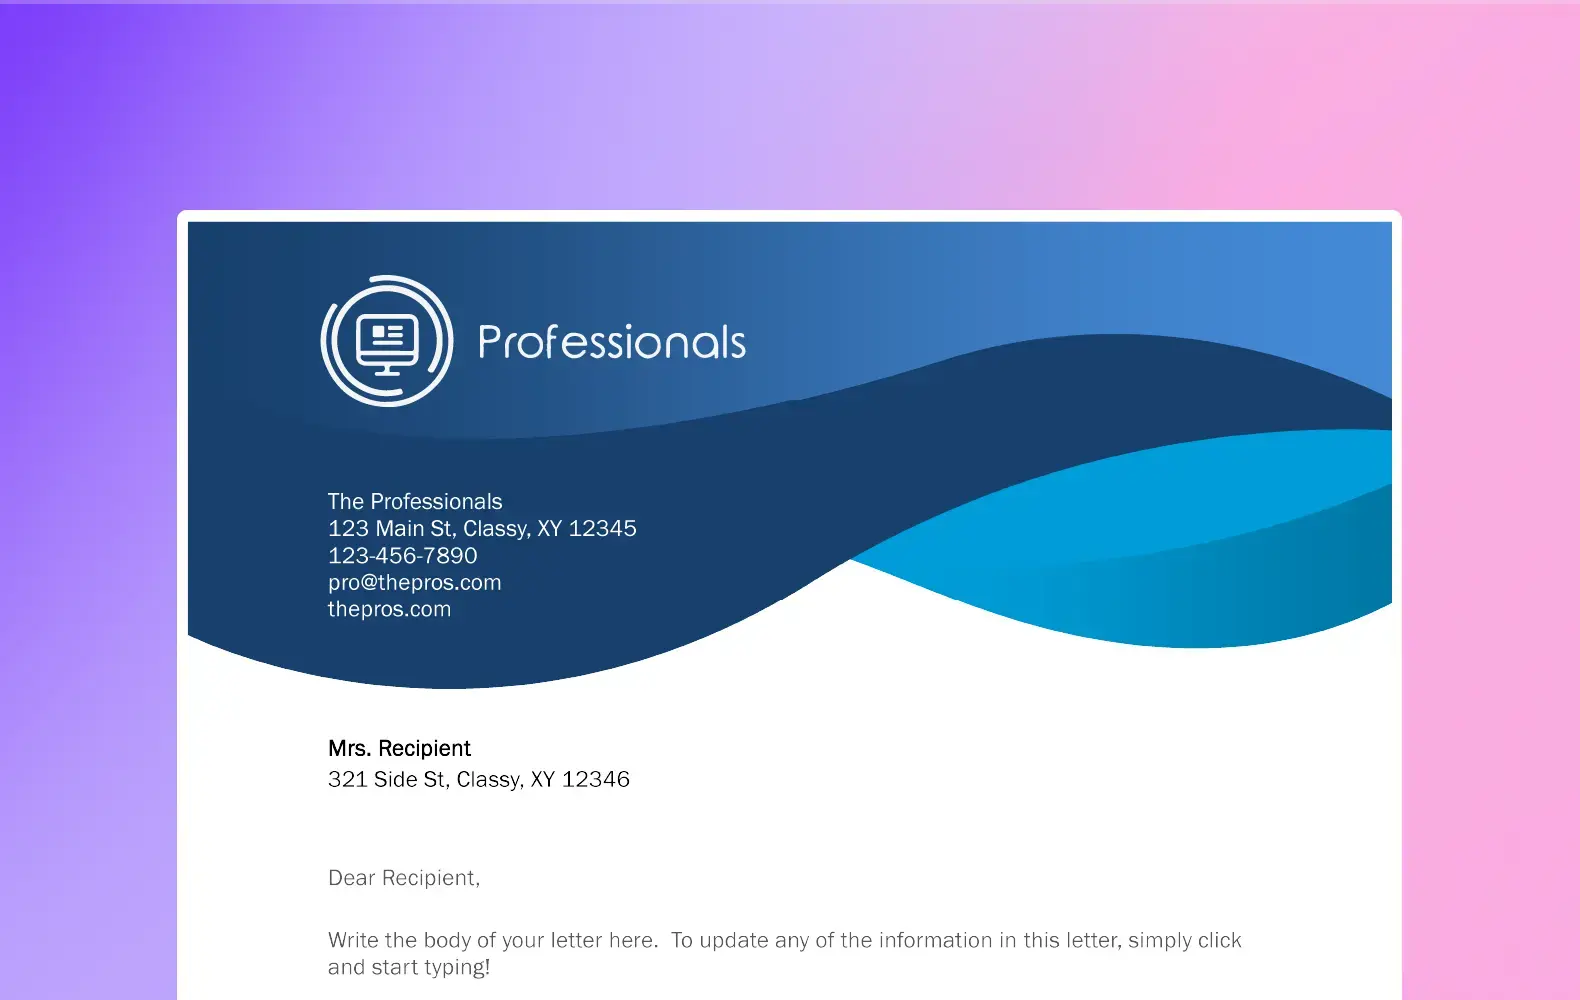 Professionals
The Professionals
123 Main St, Classy, XY 12345
123-456-7890
pro@thepros.com
thepros.com
Mrs. Recipient
321 Side St, Classy, XY 12346
Dear Recipient,
Write the body of your letter here.  To update any of the information in this letter, simply click
and start typing!